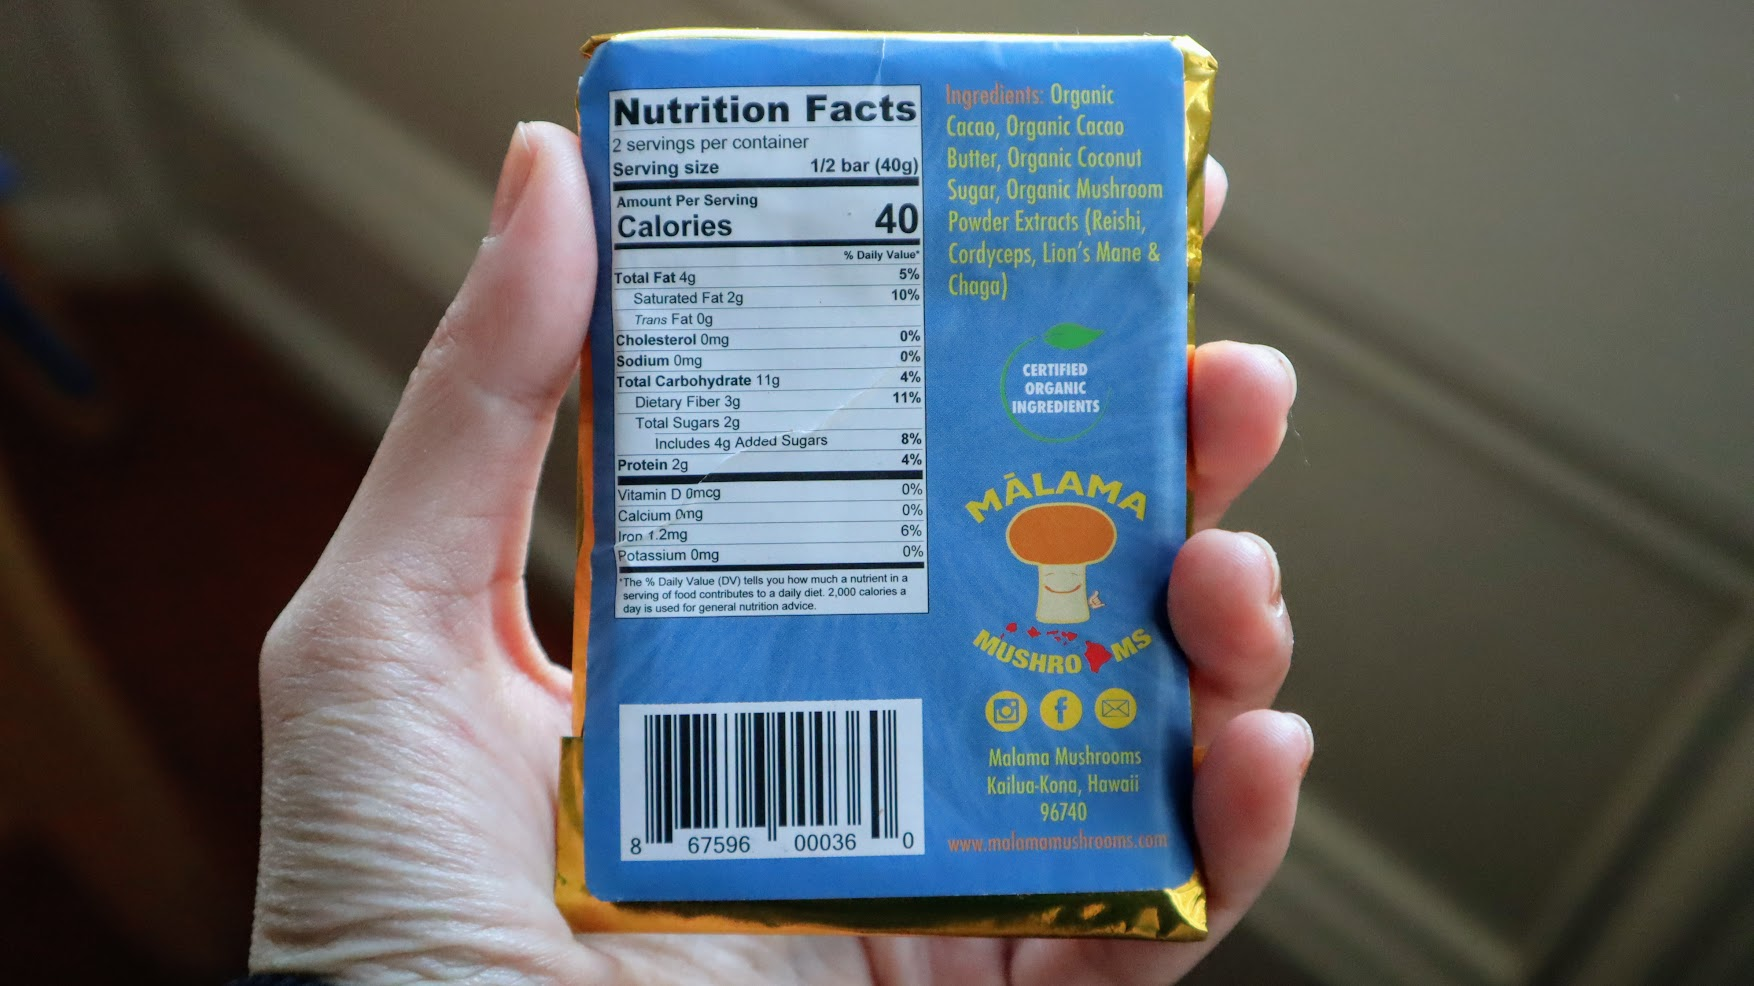 Nutrition Facts
2 servings per container
Serving size 1/2 bar (40g)
Amount Per Serving
Calories 40
% Daily Value*
Total Fat 4g 5%
Saturated Fat 2g 10%
Trans Fat 0g
Cholesterol 0mg 0%
Sodium 0mg 0%
Total Carbohydrate 11g 4%
Dietary Fiber 3g 11%
Total Sugars 2g
Includes 4g Added Sugars 8%
Protein 2g 4%
Vitamin D 0mcg 0%
Calcium 0mg 0%
Iron 1.2mg 6%
Potassium 0mg 0%
*The % Daily Value (DV) tells you how much a nutrient in a
serving of food contributes to a daily diet. 2,000 calories a
day is used for general nutrition advice.
8 67596 00036 0
Ingredients: Organic
Cacao, Organic Cacao
Butter, Organic Coconut
Sugar, Organic Mushroom
Powder Extracts (Reishi,
Cordyceps, Lion's Mane &
Chaga)
CERTIFIED
ORGANIC
INGREDIENTS
MĀLAMA
MUSHROOMS
Malama Mushrooms
Kailua-Kona, Hawaii
96740
www.malamamushrooms.com